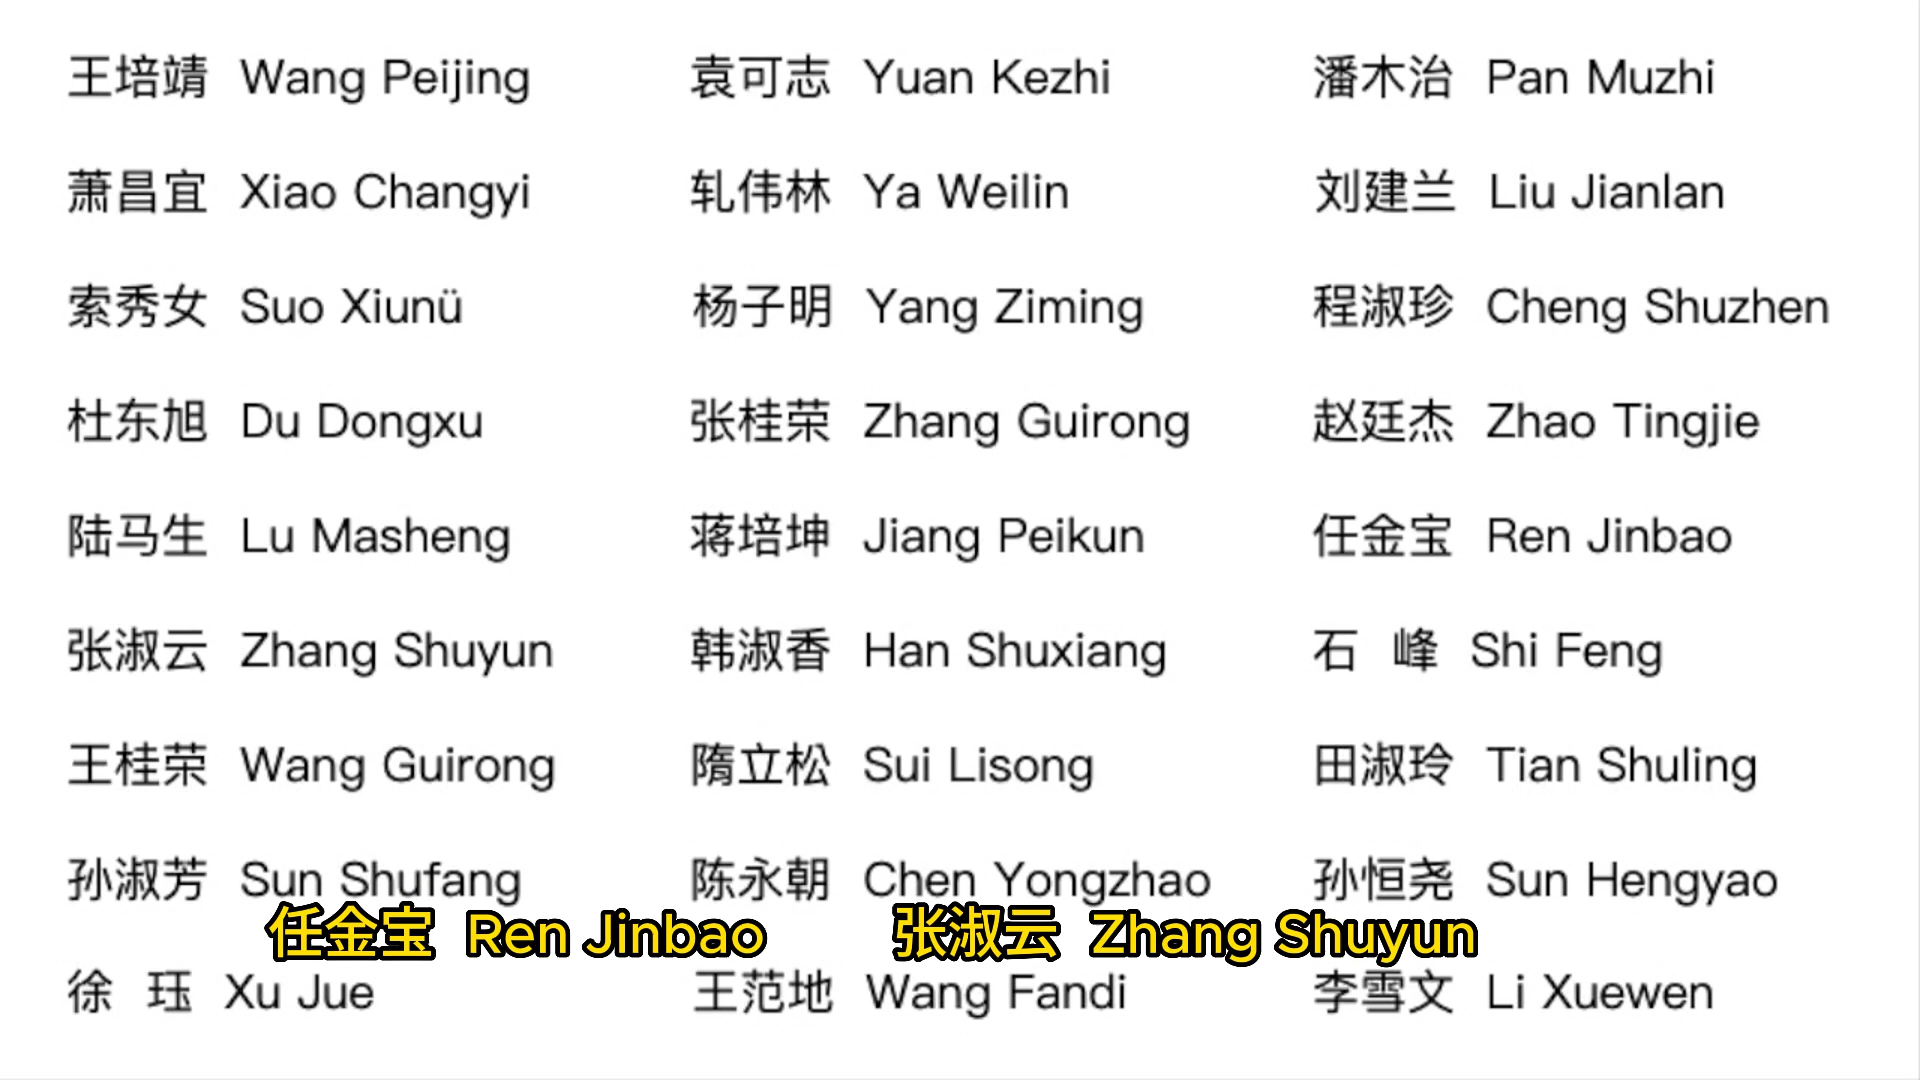 王培靖 Wang Peijing 袁可志 Yuan Kezhi 潘木治 Pan Muzhi
萧昌宜 Xiao Changyi 轧伟林 Ya Weilin 刘建兰 Liu Jianlan
索秀女 Suo Xiunü 杨子明 Yang Ziming 程淑珍 Cheng Shuzhen
杜东旭 Du Dongxu 张桂荣 Zhang Guirong 赵廷杰 Zhao Tingjie
陆马生 Lu Masheng 蒋培坤 Jiang Peikun 任金宝 Ren Jinbao
张淑云 Zhang Shuyun 韩淑香 Han Shuxiang 石 峰 Shi Feng
王桂荣 Wang Guirong 隋立松 Sui Lisong 田淑玲 Tian Shuling
孙淑芳 Sun Shufang 陈永朝 Chen Yongzhao 孙恒尧 Sun Hengyao
任金宝 Ren Jinbao 张淑云 Zhang Shuyun
徐 珏 Xu Jue 王范地 Wang Fandi 李雪文 Li Xuewen